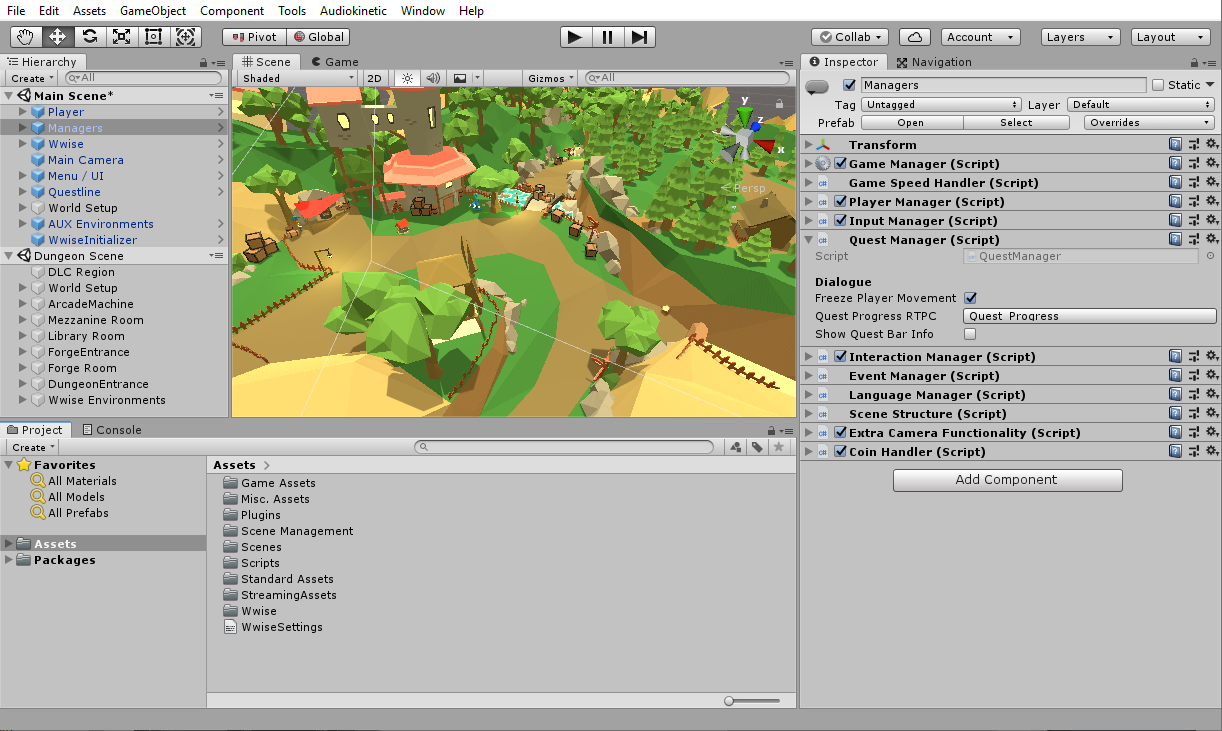 File Edit Assets GameObject Component Tools Audiokinetic Window Help
Pivot Global Collab Account Layers Layout
Hierarchy
Create All
Main Scene*
Player
Managers
Wwise
Main Camera
Menu / UI
Questline
World Setup
AUX Environments
WwiseInitializer
Dungeon Scene
DLC Region
World Setup
ArcadeMachine
Mezzanine Room
Library Room
ForgeEntrance
Forge Room
DungeonEntrance
Wwise Environments
Scene Game
Shaded 2D Gizmos All
y
z
x
Persp
Inspector Navigation
Managers Static
Tag Untagged Layer Default
Prefab Open Select Overrides
Transform
Game Manager (Script)
Game Speed Handler (Script)
Player Manager (Script)
Input Manager (Script)
Quest Manager (Script)
Script QuestManager
Dialogue
Freeze Player Movement
Quest Progress RTPC Quest_Progress
Show Quest Bar Info
Interaction Manager (Script)
Event Manager (Script)
Language Manager (Script)
Scene Structure (Script)
Extra Camera Functionality (Script)
Coin Handler (Script)
Add Component
Project Console
Create
Favorites
All Materials
All Models
All Prefabs
Assets
Packages
Assets
Game Assets
Misc. Assets
Plugins
Scene Management
Scenes
Scripts
Standard Assets
StreamingAssets
Wwise
WwiseSettings